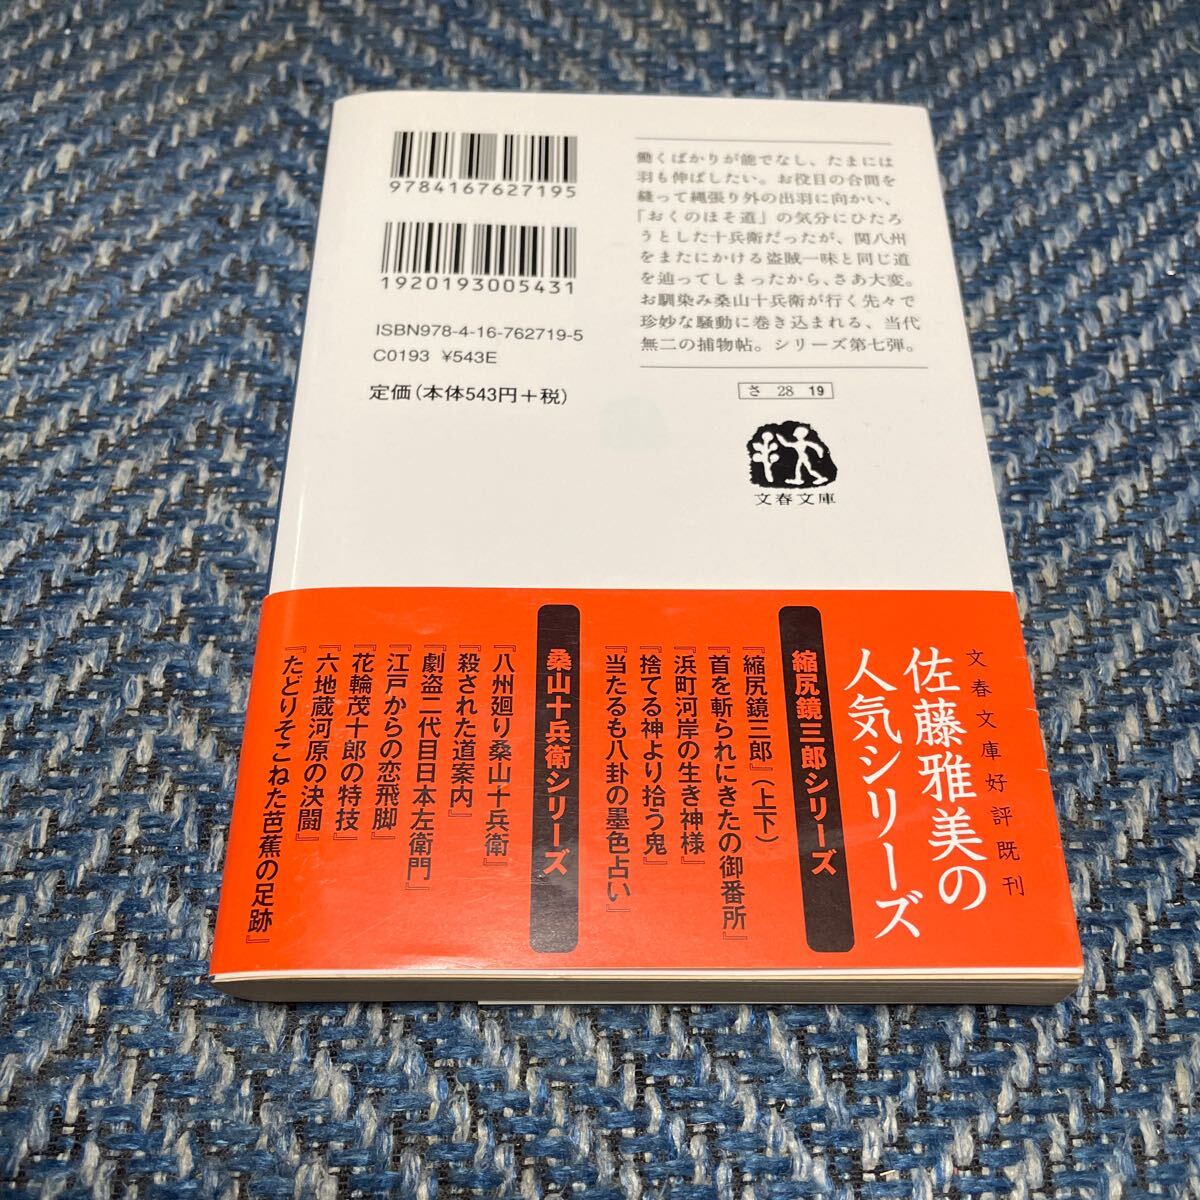 9784167627195
1920193005431
ISBN978-4-16-762719-5
C0193 ¥543E
定価(本体543円+税)
働くばかりが能でなし、たまには
羽も伸ばしたい。お役目の合間を
縫って縄張り外の出羽に向かい、
「おくのほそ道」の気分にひたろ
うとした十兵衛だったが、関八州
をまたにかける盗賊一味と同じ道
を辿ってしまったから、さあ大変。
お馴染み桑山十兵衛が行く先々で
珍妙な騒動に巻き込まれる、当代
無二の捕物帖。シリーズ第七弾。
さ 28 19
文春文庫
文春文庫好評既刊
佐藤雅美の
人気シリーズ
縮尻鏡三郎シリーズ
『縮尻鏡三郎』(上下)
『首を斬られにきたの御番所』
『浜町河岸の生き神様』
『捨てる神より拾う鬼』
『当たるも八卦の墨色占い』
桑山十兵衛シリーズ
『八州廻り桑山十兵衛』
『殺された道案内』
『劇盗二代目日本左衛門』
『江戸からの恋飛脚』
『花輪茂十郎の特技』
『六地蔵河原の決闘』
『たどりそこねた芭蕉の足跡』